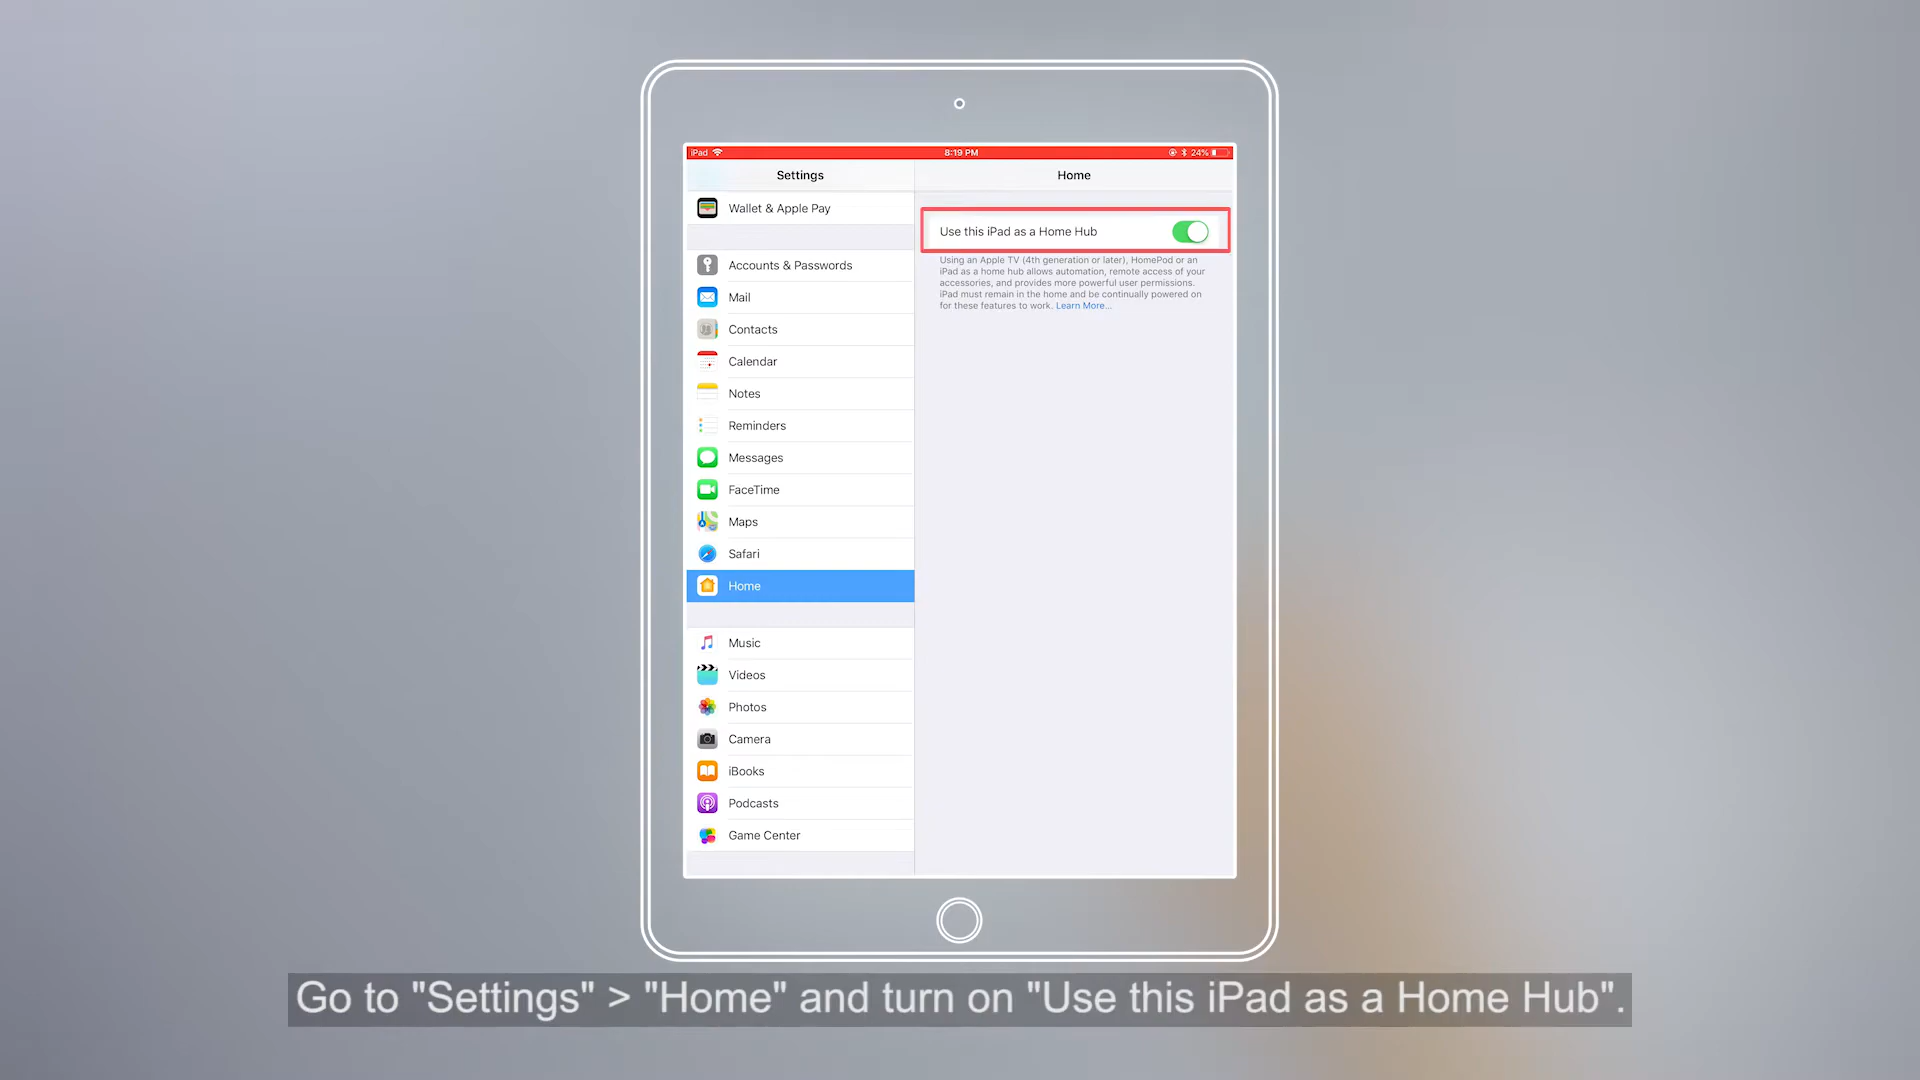 iPad
8:19 PM
24%
Settings
Home
Wallet & Apple Pay
Accounts & Passwords
Mail
Contacts
Calendar
Notes
Reminders
Messages
FaceTime
Maps
Safari
Home
Music
Videos
Photos
Camera
iBooks
Podcasts
Game Center
Use this iPad as a Home Hub
Using an Apple TV (4th generation or later), HomePod or an
iPad as a home hub allows automation, remote access of your
accessories, and provides more powerful user permissions.
iPad must remain in the home and be continually powered on
for these features to work. Learn More...
Go to "Settings" > "Home" and turn on "Use this iPad as a Home Hub".